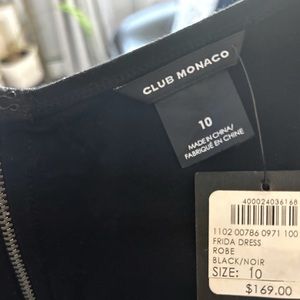 CLUB MONACO
10
MADE IN CHINA/
FABRIQUÉ EN CHINE
400024036168
1102 00786 0971 100
FRIDA DRESS
ROBE
BLACK/NOIR
SIZE: 10
$169.00